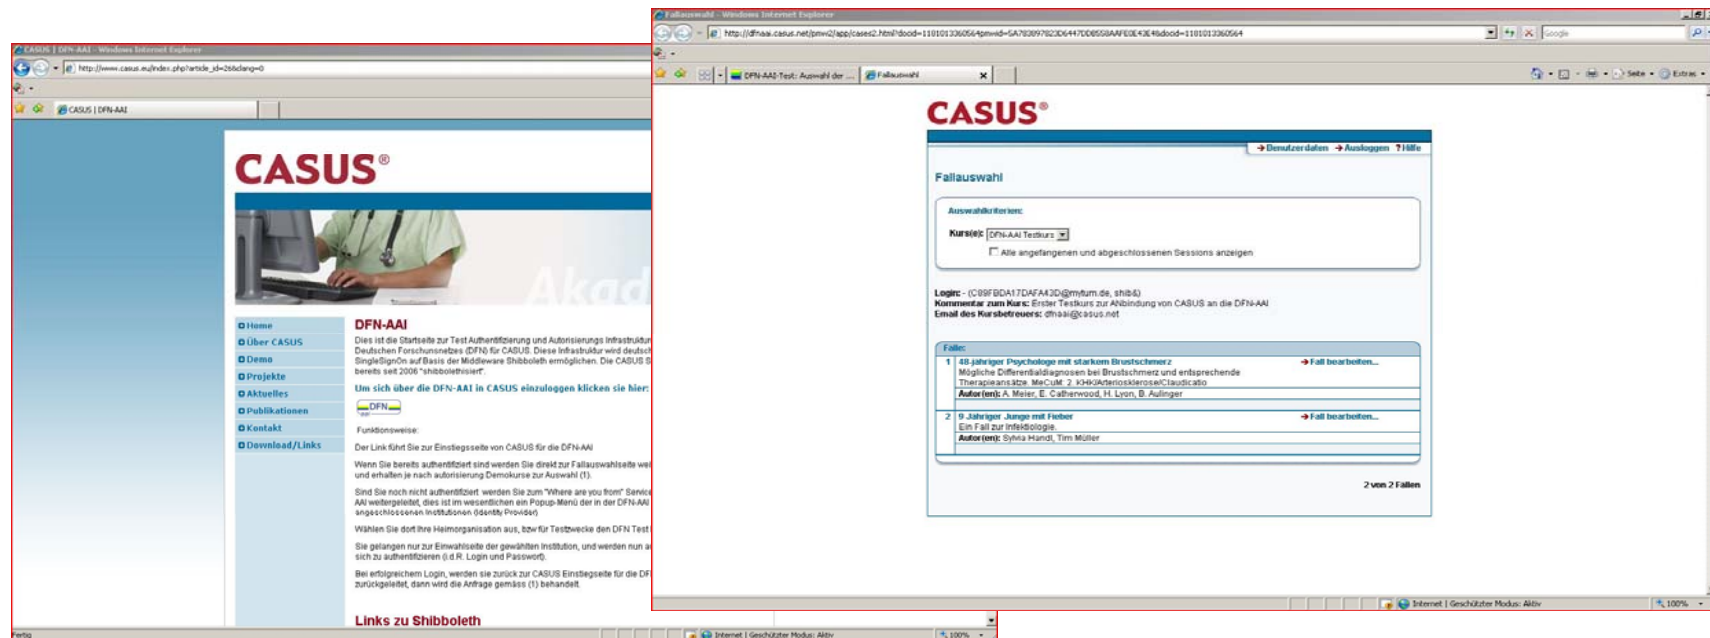 CASUS | DFN-AAI - Windows Internet Explorer
http://www.casus.eu/index.php?article_id=26&clang=0
CASUS | DFN-AAI
CASUS®
Akad
Home
Über CASUS
Demo
Projekte
Aktuelles
Publikationen
Kontakt
Download/Links
DFN-AAI
Dies ist die Startseite zur Test Authentifizierung und Autorisierungs Infrastruktur
Deutschen Forschunsnetzes (DFN) für CASUS. Diese Infrastruktur wird deutsch
SingleSignOn auf Basis der Middleware Shibboleth ermöglichen. Die CASUS S
bereits seit 2006 "shibbolethisiert".
Um sich über die DFN-AAI in CASUS einzuloggen klicken sie hier:
DFN
Funktionsweise:
Der Link führt Sie zur Einstiegsseite von CASUS für die DFN-AAI
Wenn Sie bereits authentifiziert sind werden Sie direkt zur Fallauswahlseite wei
und erhalten je nach autorisierung Demokurse zur Auswahl (1).
Sind Sie noch nicht authentifiziert werden Sie zum "Where are you from" Service
AAI weitergeleitet, dies ist im wesentlichen ein Popup-Menü der in der DFN-AAI
angeschlossenen Institutionen (Identity Provider)
Wählen Sie dort Ihre Heimorganisation aus, bzw für Testzwecke den DFN Test
Sie gelangen nur zur Einwahlseite der gewählten Institution, und werden nun a
sich zu authentifizieren (i.d.R. Login und Passwort).
Bei erfolgreichem Login, werden sie zurück zur CASUS Einstiegseite für die DF
zurückgeleitet, dann wird die Anfrage gemäss (1) behandelt.
Links zu Shibboleth
Fertig
Internet | Geschützter Modus: Aktiv
100%
Fallauswahl - Windows Internet Explorer
Google
DFN-AAI-Test: Auswahl der ...
Fallauswahl
Seite
Extras
CASUS®
Benutzerdaten
Ausloggen
?Hilfe
Fallauswahl
Auswahlkriterien:
Kurs(e): DFN-AAI Testkurs
Alle angefangenen und abgeschlossenen Sessions anzeigen
Login: - (C89FBDA17DAFA43D@mytum.de, shib&)
Kommentar zum Kurs: Erster Testkurs zur ANbindung von CASUS an die DFN-AAI
Email des Kursbetreuers: dfnaai@casus.net
Fälle:
1 48-jähriger Psychologe mit starkem Brustschmerz Fall bearbeiten...
Mögliche Differentialdiagnosen bei Brustschmerz und entsprechende
Therapieansätze. MeCuM: 2. KHK/Arteriosklerose/Claudicatio
Autor(en): A. Meier, E. Catherwood, H. Lyon, B. Aulinger
2 9 Jähriger Junge mit Fieber Fall bearbeiten...
Ein Fall zur Infektiologie.
Autor(en): Sylvia Handl, Tim Müller
2 von 2 Fällen
Internet | Geschützter Modus: Aktiv
100%